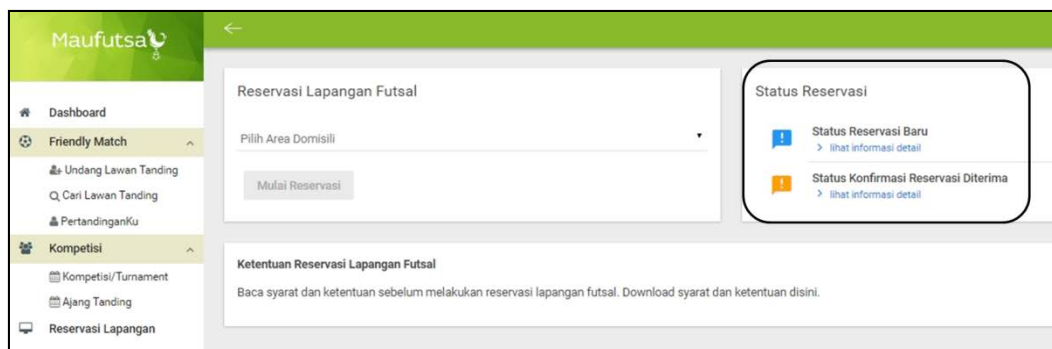 Maufutsal
Dashboard
Friendly Match
Undang Lawan Tanding
Cari Lawan Tanding
PertandinganKu
Kompetisi
Kompetisi/Turnament
Ajang Tanding
Reservasi Lapangan
Reservasi Lapangan Futsal
Pilih Area Domisili
Mulai Reservasi
Status Reservasi
Status Reservasi Baru
> lihat informasi detail
Status Konfirmasi Reservasi Diterima
> lihat informasi detail
Ketentuan Reservasi Lapangan Futsal
Baca syarat dan ketentuan sebelum melakukan reservasi lapangan futsal. Download syarat dan ketentuan disini.